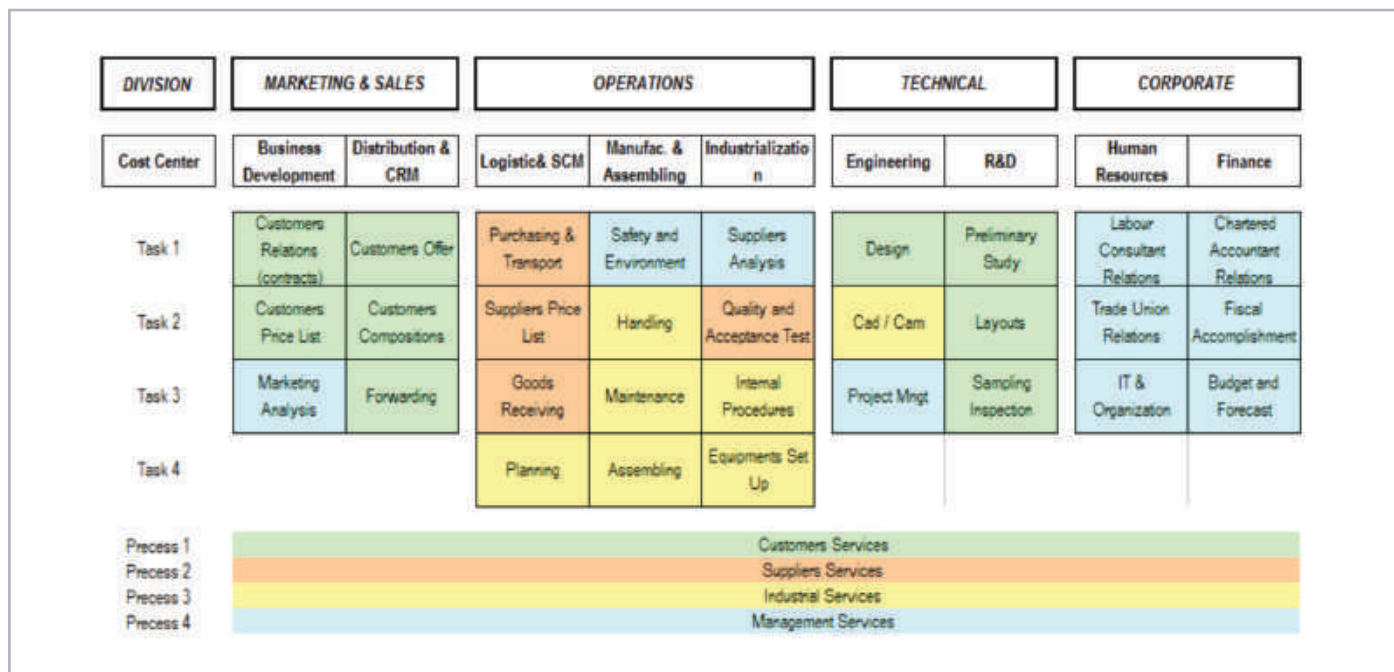 DIVISION
MARKETING & SALES
OPERATIONS
TECHNICAL
CORPORATE
Cost Center
Business
Development
Distribution &
CRM
Logistic& SCM
Manufac. &
Assembling
Industrializatio
n
Engineering
R&D
Human
Resources
Finance
Task 1
Customers
Relations
(contracts)
Customers Offer
Purchasing &
Transport
Safety and
Environment
Suppliers
Analysis
Design
Preliminary
Study
Labour
Consultant
Relations
Chartered
Accountant
Relations
Task 2
Customers
Price List
Customers
Compositions
Suppliers Price
List
Handling
Quality and
Acceptance Test
Cad / Cam
Layouts
Trade Union
Relations
Fiscal
Accomplishment
Task 3
Marketing
Analysis
Forwarding
Goods
Receiving
Maintenance
Internal
Procedures
Project Mngt
Sampling
Inspection
IT &
Organization
Budget and
Forecast
Task 4
Planning
Assembling
Equipments Set
Up
Precess 1
Customers Services
Precess 2
Suppliers Services
Precess 3
Industrial Services
Precess 4
Management Services